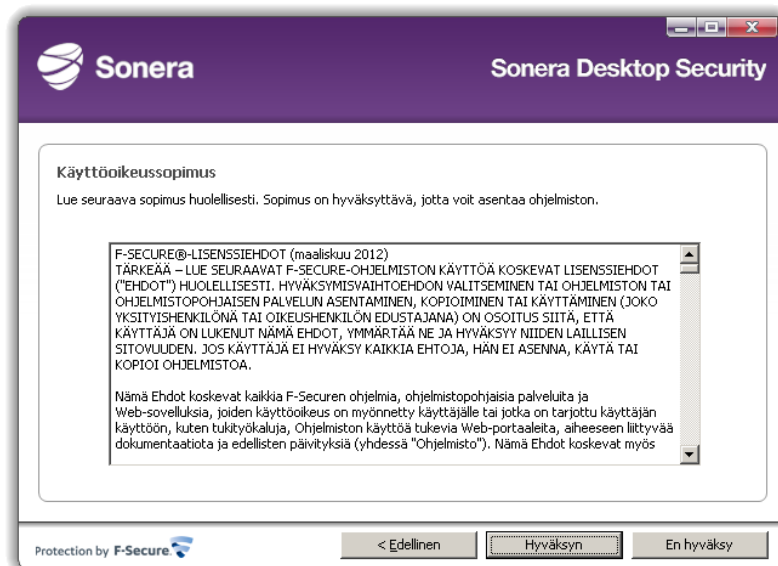 Sonera
Sonera Desktop Security
Käyttöoikeussopimus
Lue seuraava sopimus huolellisesti. Sopimus on hyväksyttävä, jotta voit asentaa ohjelmiston.
F-SECURE®-LISENSSIEHDOT (maaliskuu 2012)
TÄRKEÄÄ – LUE SEURAAVAT F-SECURE-OHJELMISTON KÄYTTÖÄ KOSKEVAT LISENSSIEHDOT
("EHDOT") HUOLELLISESTI. HYVÄKSYMISVAIHTOEHDON VALITSEMINEN TAI OHJELMISTON TAI
OHJELMISTOPOHJAISEN PALVELUN ASENTAMINEN, KOPIOIMINEN TAI KÄYTTÄMINEN (JOKO
YKSITYISHENKILÖNÄ TAI OIKEUSHENKILÖN EDUSTAJANA) ON OSOITUS SIITÄ, ETTÄ
KÄYTTÄJÄ ON LUKENUT NÄMÄ EHDOT, YMMÄRTÄÄ NE JA HYVÄKSYY NIIDEN LAILLISEN
SITOVUUDEN. JOS KÄYTTÄJÄ EI HYVÄKSY KAIKKIA EHTOJA, HÄN EI ASENNA, KÄYTÄ TAI
KOPIOI OHJELMISTOA.
Nämä Ehdot koskevat kaikkia F-Securen ohjelmia, ohjelmistopohjaisia palveluita ja
Web-sovelluksia, joiden käyttöoikeus on myönnetty käyttäjälle tai jotka on tarjottu käyttäjän
käyttöön, kuten tukityökaluja, Ohjelmiston käyttöä tukevia Web-portaaleita, aiheeseen liittyvää
dokumentaatiota ja edellisten päivityksiä (yhdessä "Ohjelmisto"). Nämä Ehdot koskevat myös
Protection by F-Secure
< Edellinen
Hyväksyn
En hyväksy